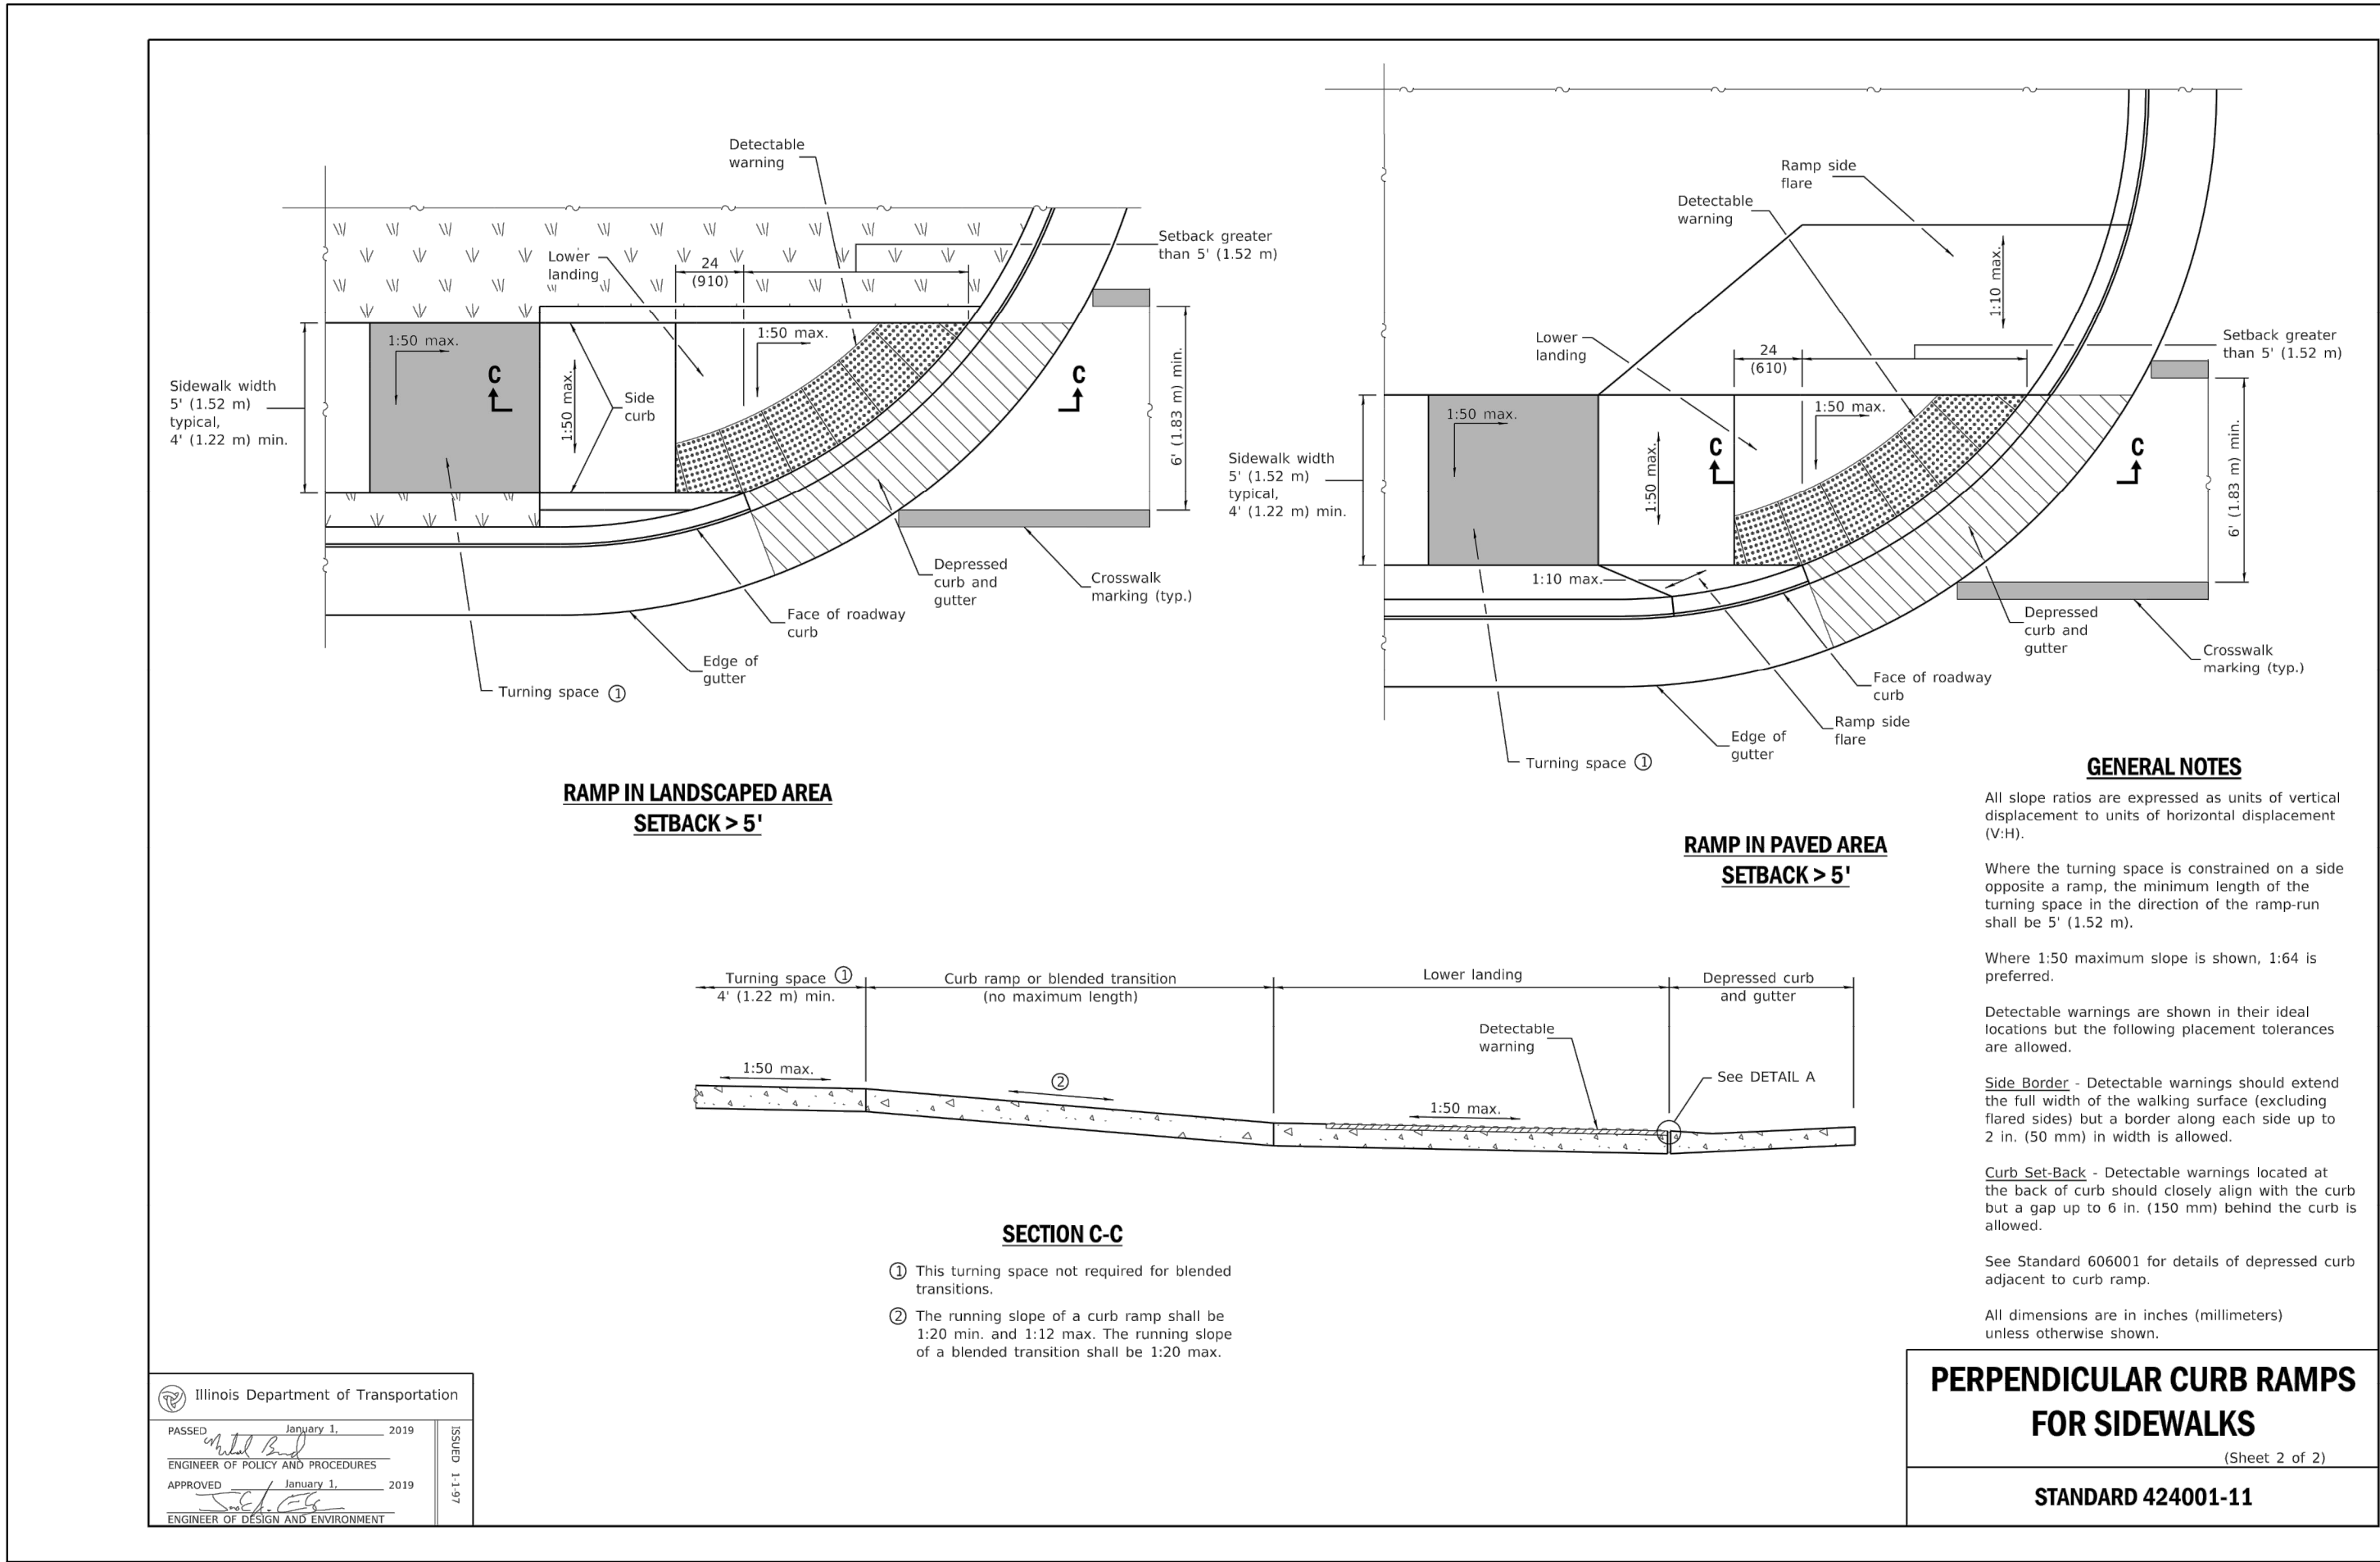 Detectable
warning
Lower
landing
24
(910)
Setback greater
than 5' (1.52 m)
1:50 max.
1:50 max.
C
C
1:50 max.
Side
curb
Sidewalk width
5' (1.52 m)
typical,
4' (1.22 m) min.
6' (1.83 m) min.
Depressed
curb and
gutter
Crosswalk
marking (typ.)
Face of roadway
curb
Edge of
gutter
Turning space ①
RAMP IN LANDSCAPED AREA
SETBACK > 5'
Ramp side
flare
Detectable
warning
1:10 max.
Lower
landing
24
(610)
Setback greater
than 5' (1.52 m)
1:50 max.
1:50 max.
C
C
1:50 max.
Sidewalk width
5' (1.52 m)
typical,
4' (1.22 m) min.
6' (1.83 m) min.
1:10 max.
Depressed
curb and
gutter
Crosswalk
marking (typ.)
Face of roadway
curb
Ramp side
flare
Edge of
gutter
Turning space ①
RAMP IN PAVED AREA
SETBACK > 5'
GENERAL NOTES
All slope ratios are expressed as units of vertical
displacement to units of horizontal displacement
(V:H).
Where the turning space is constrained on a side
opposite a ramp, the minimum length of the
turning space in the direction of the ramp-run
shall be 5' (1.52 m).
Where 1:50 maximum slope is shown, 1:64 is
preferred.
Detectable warnings are shown in their ideal
locations but the following placement tolerances
are allowed.
Side Border - Detectable warnings should extend
the full width of the walking surface (excluding
flared sides) but a border along each side up to
2 in. (50 mm) in width is allowed.
Curb Set-Back - Detectable warnings located at
the back of curb should closely align with the curb
but a gap up to 6 in. (150 mm) behind the curb is
allowed.
See Standard 606001 for details of depressed curb
adjacent to curb ramp.
All dimensions are in inches (millimeters)
unless otherwise shown.
Turning space ①
4' (1.22 m) min.
Curb ramp or blended transition
(no maximum length)
Lower landing
Depressed curb
and gutter
Detectable
warning
1:50 max.
②
1:50 max.
See DETAIL A
SECTION C-C
① This turning space not required for blended
transitions.
② The running slope of a curb ramp shall be
1:20 min. and 1:12 max. The running slope
of a blended transition shall be 1:20 max.
Illinois Department of Transportation
PASSED January 1, 2019
ENGINEER OF POLICY AND PROCEDURES
APPROVED January 1, 2019
ENGINEER OF DESIGN AND ENVIRONMENT
ISSUED 1-1-97
PERPENDICULAR CURB RAMPS
FOR SIDEWALKS
(Sheet 2 of 2)
STANDARD 424001-11